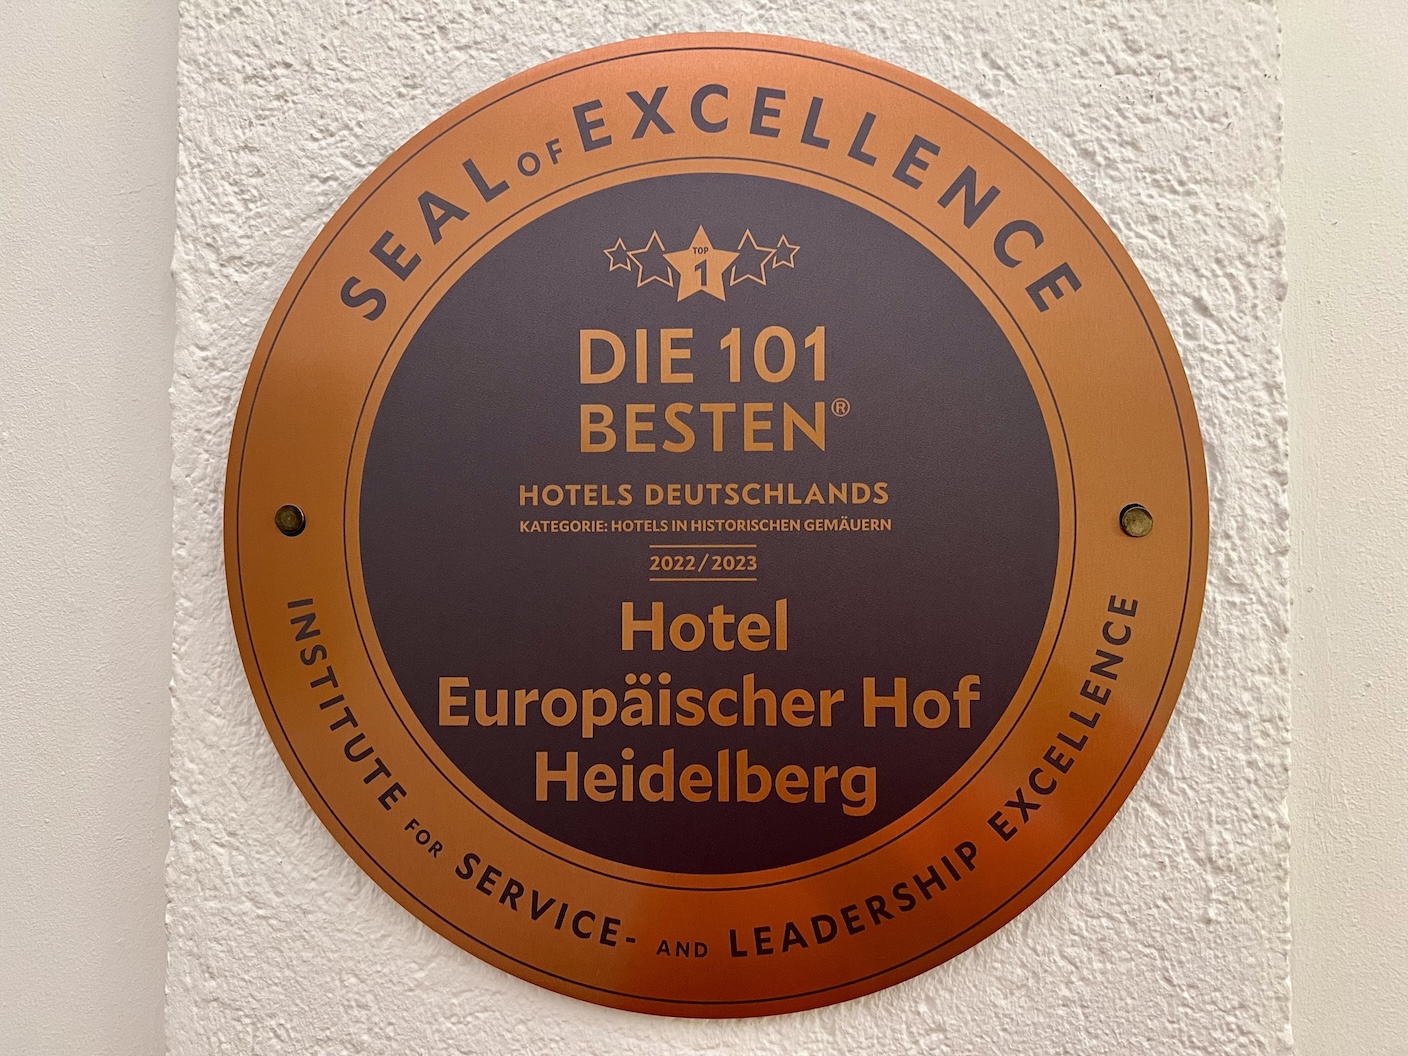 SEAL OF EXCELLENCE
TOP
1
DIE 101
BESTEN®
HOTELS DEUTSCHLANDS
KATEGORIE: HOTELS IN HISTORISCHEN GEMÄUERN
2022/2023
Hotel
Europäischer Hof
Heidelberg
INSTITUTE FOR SERVICE- AND LEADERSHIP EXCELLENCE